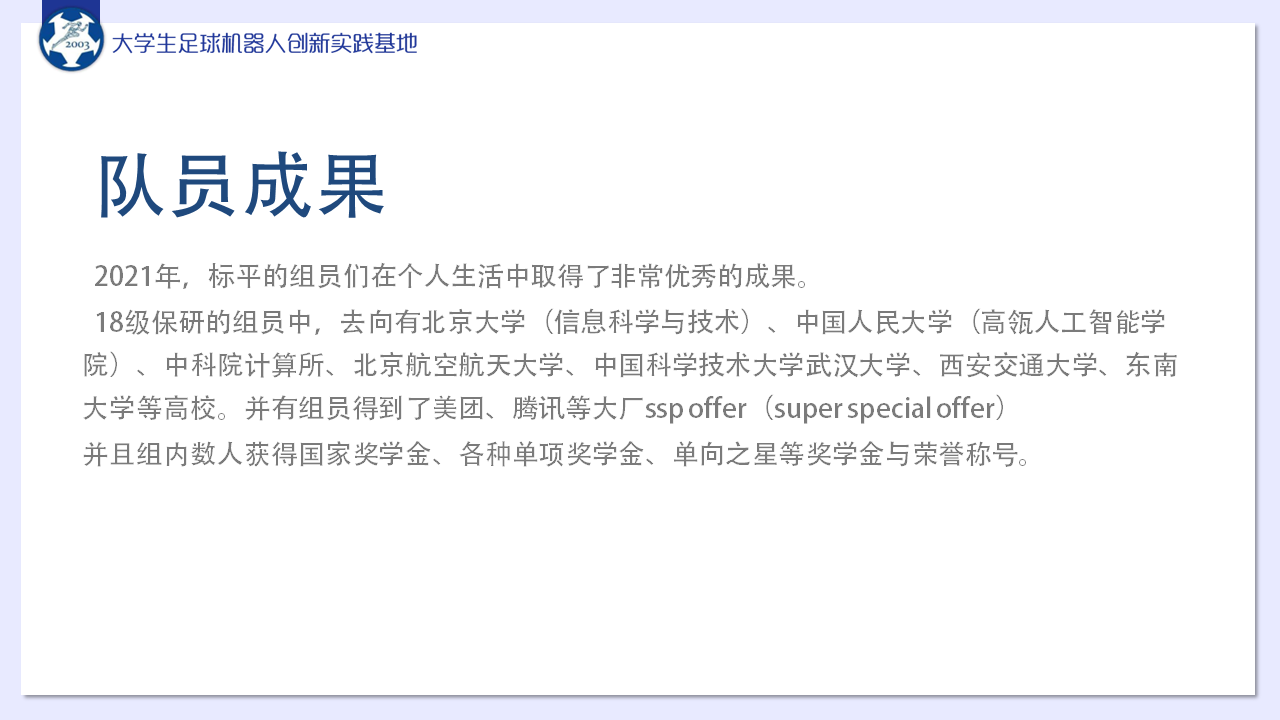 2003
大学生足球机器人创新实践基地
队员成果
2021年，标平的组员们在个人生活中取得了非常优秀的成果。
18级保研的组员中，去向有北京大学（信息科学与技术）、中国人民大学（高瓴人工智能学
院）、中科院计算所、北京航空航天大学、中国科学技术大学武汉大学、西安交通大学、东南
大学等高校。并有组员得到了美团、腾讯等大厂ssp offer（super special offer）
并且组内数人获得国家奖学金、各种单项奖学金、单向之星等奖学金与荣誉称号。